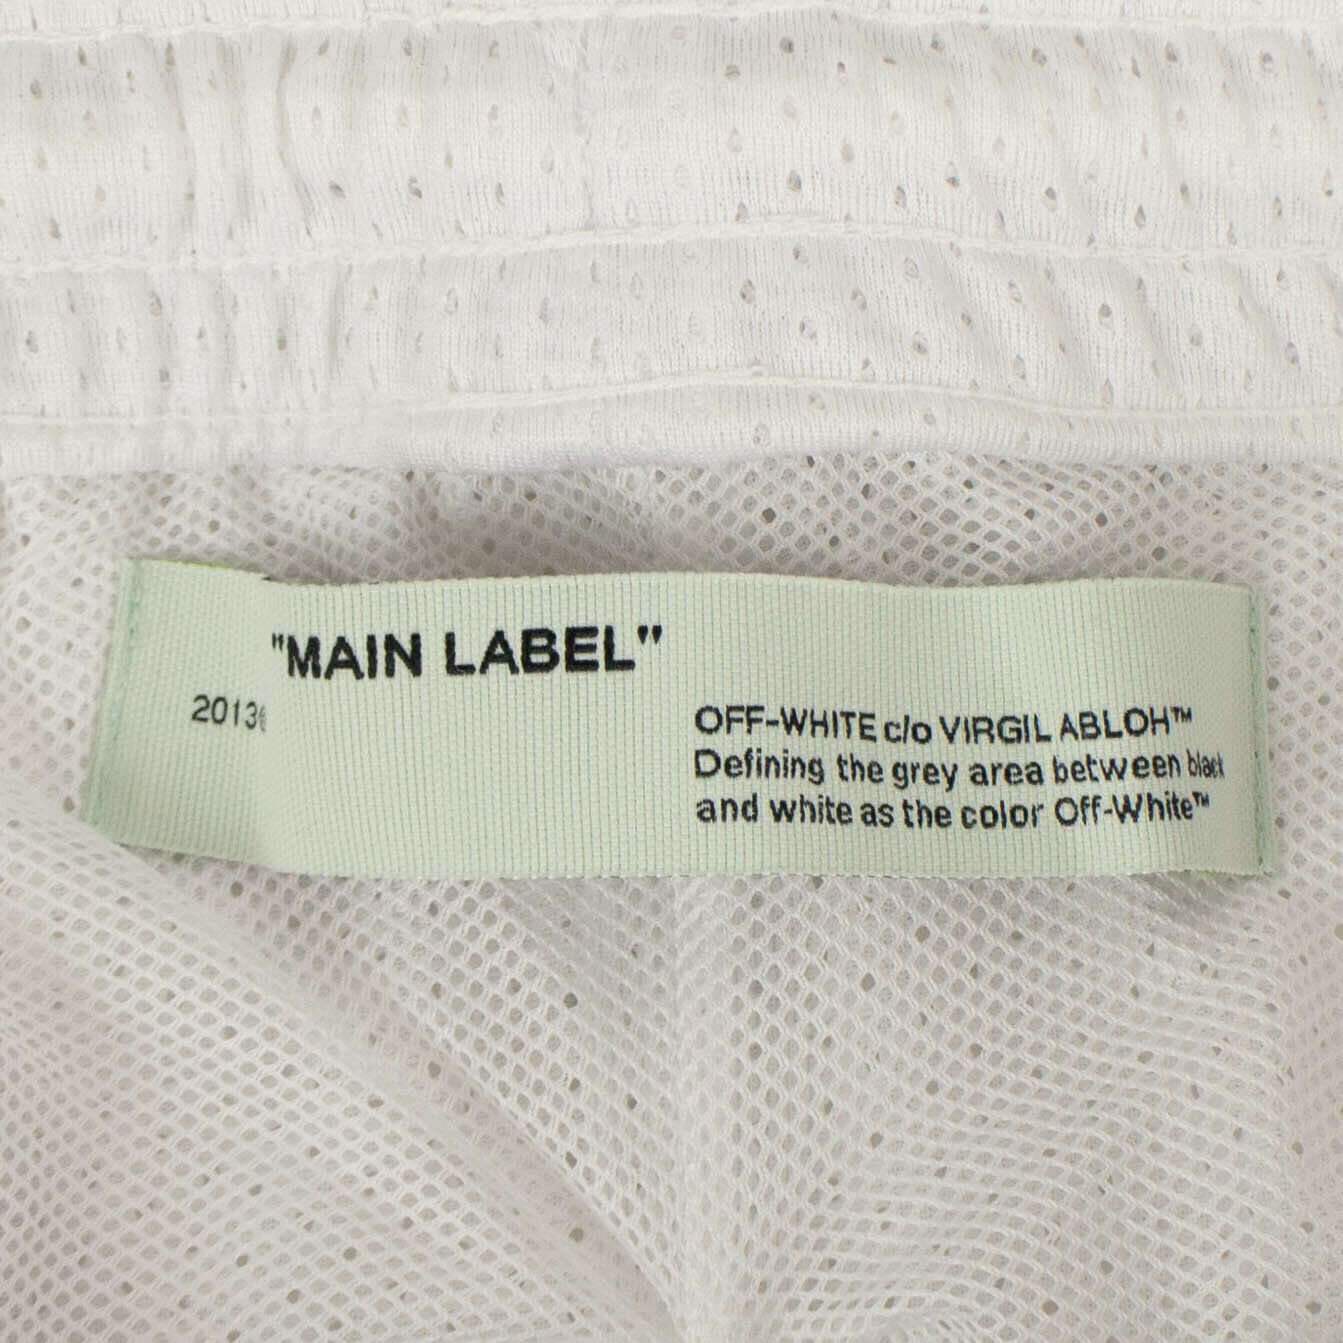 "MAIN LABEL"
2013
OFF-WHITE c/o VIRGIL ABLOH™
Defining the grey area between black
and white as the color Off-White™